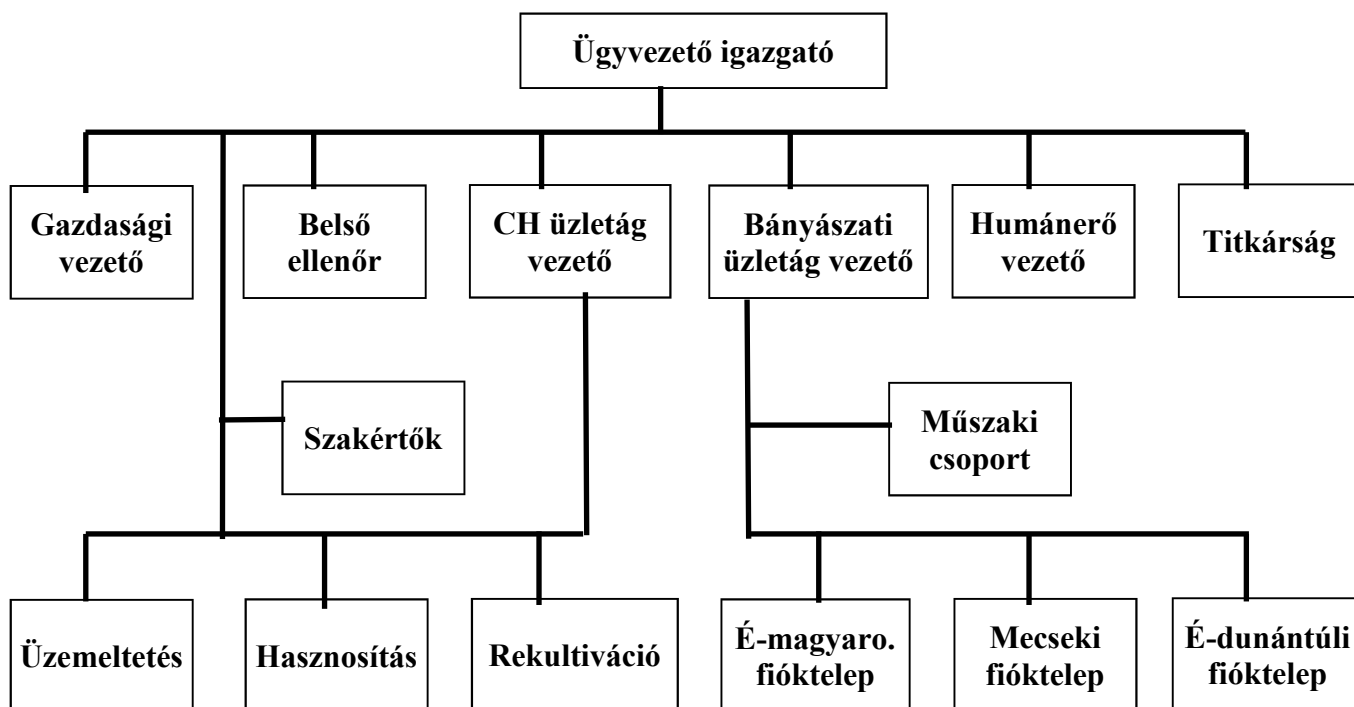 Ügyvezető igazgató
Gazdasági
vezető
Belső
ellenőr
CH üzletág
vezető
Bányászati
üzletág vezető
Humánerő
vezető
Titkárság
Szakértők
Műszaki
csoport
Üzemeltetés
Hasznosítás
Rekultiváció
É-magyaro.
fióktelep
Mecseki
fióktelep
É-dunántúli
fióktelep